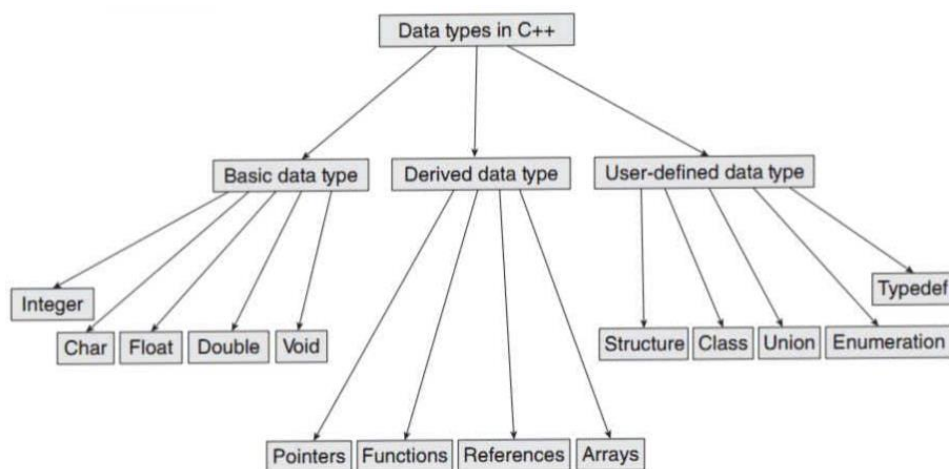 Data types in C++
Basic data type
Derived data type
User-defined data type
Integer
Typedef
Char
Float
Double
Void
Structure
Class
Union
Enumeration
Pointers
Functions
References
Arrays